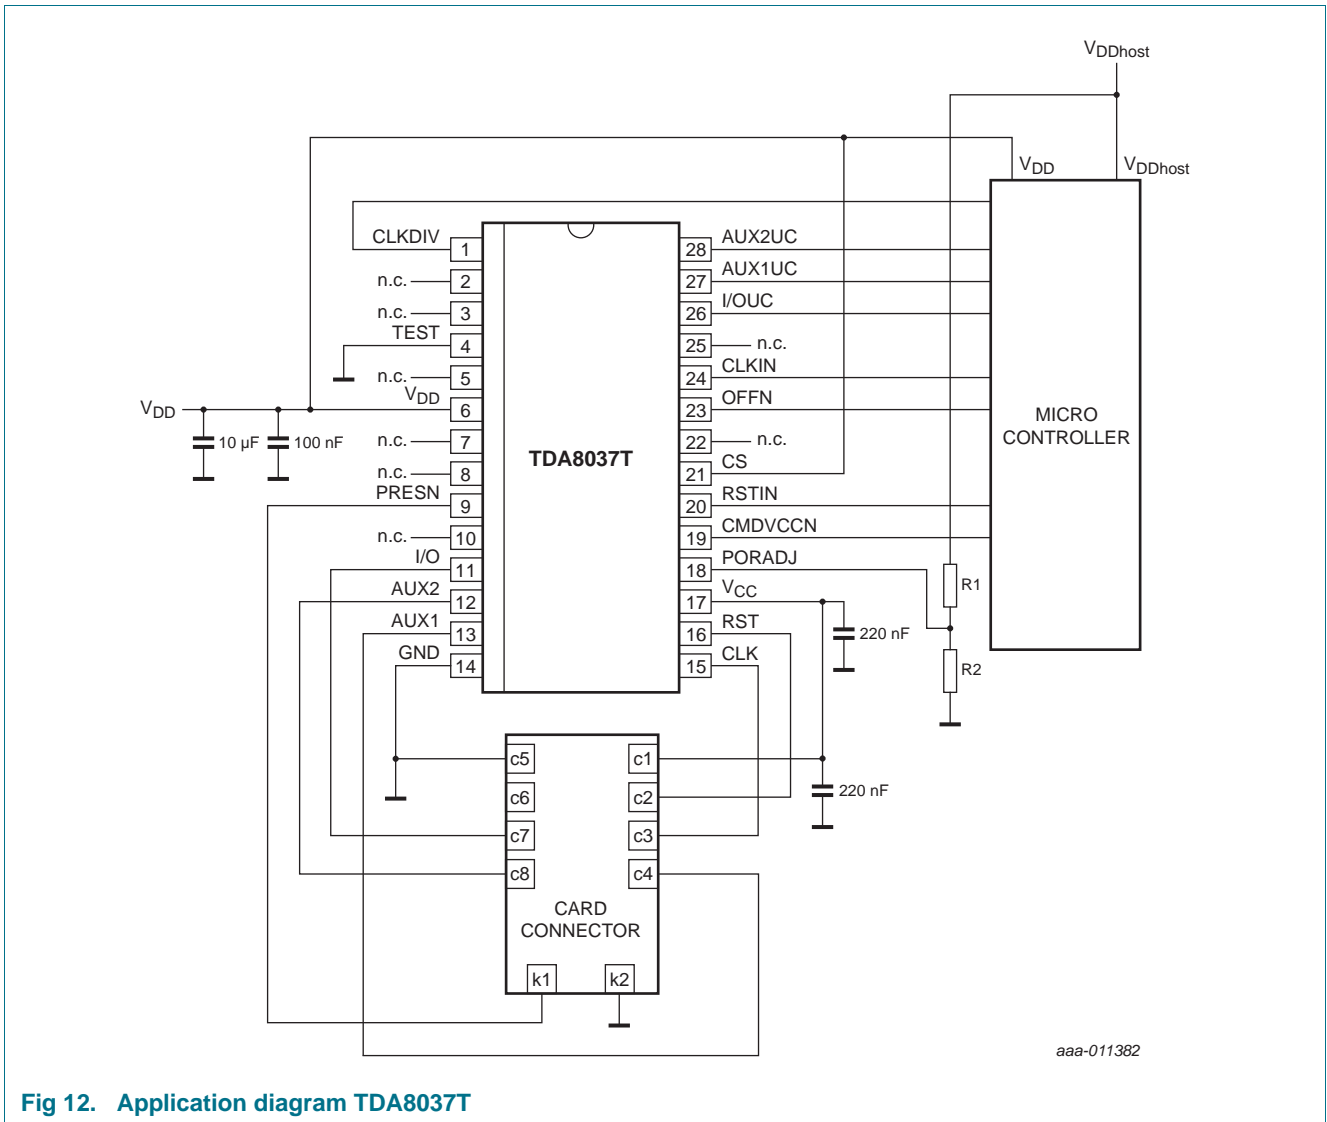 VDDhost
VDD
VDDhost
CLKDIV
1
28
AUX2UC
n.c.
2
27
AUX1UC
n.c.
3
26
I/OUC
TEST
4
25
n.c.
n.c.
5
24
CLKIN
VDD
VDD
6
23
OFFN
10 µF
100 nF
n.c.
7
22
n.c.
TDA8037T
MICRO
CONTROLLER
n.c.
8
21
CS
PRESN
9
20
RSTIN
n.c.
10
19
CMDVCCN
I/O
11
18
PORADJ
R1
AUX2
12
17
VCC
AUX1
13
16
RST
220 nF
GND
14
15
CLK
R2
c5
c1
c6
c2
220 nF
c7
c3
c8
c4
CARD
CONNECTOR
k1
k2
aaa-011382
Fig 12. Application diagram TDA8037T